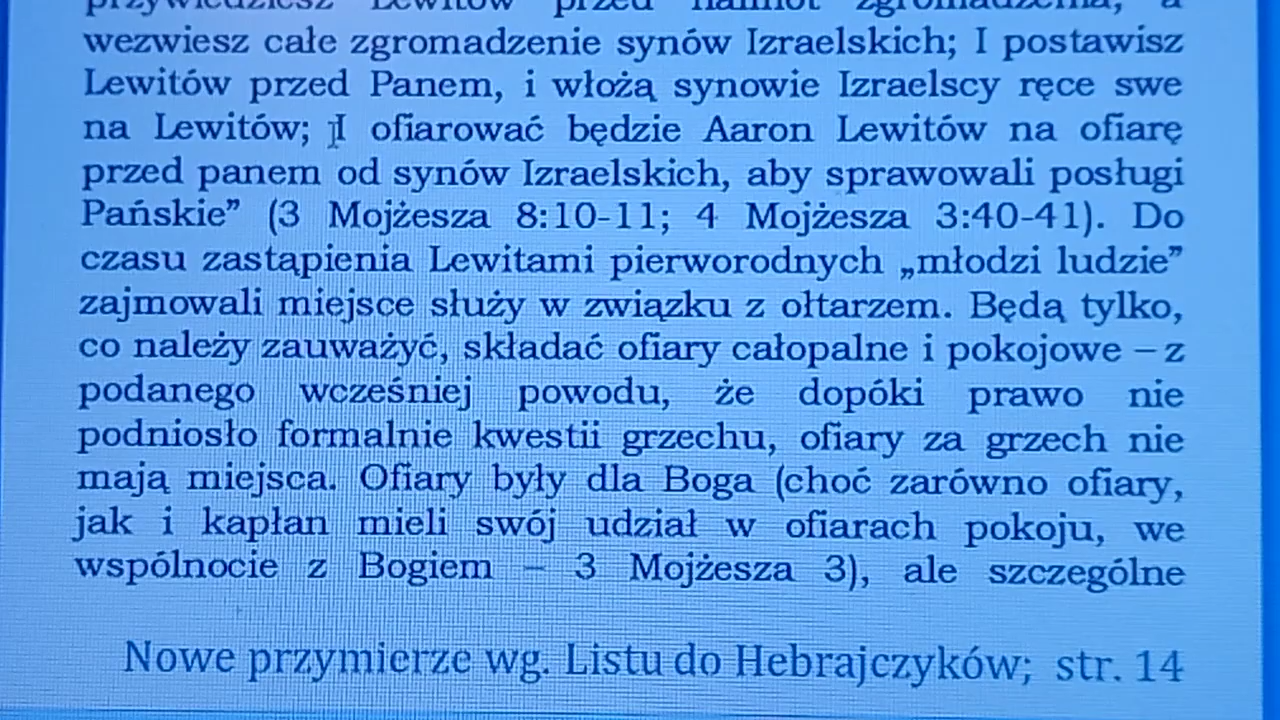 przywiedziesz Lewitów przed namiot zgromadzenia, a
wezwiesz całe zgromadzenie synów Izraelskich; I postawisz
Lewitów przed Panem, i włożą synowie Izraelscy ręce swe
na Lewitów; I ofiarować będzie Aaron Lewitów na ofiarę
przed panem od synów Izraelskich, aby sprawowali posługi
Pańskie” (3 Mojżesza 8:10-11; 4 Mojżesza 3:40-41). Do
czasu zastąpienia Lewitami pierworodnych „młodzi ludzie”
zajmowali miejsce służy w związku z ołtarzem. Będą tylko,
co należy zauważyć, składać ofiary całopalne i pokojowe – z
podanego wcześniej powodu, że dopóki prawo nie
podniosło formalnie kwestii grzechu, ofiary za grzech nie
mają miejsca. Ofiary były dla Boga (choć zarówno ofiary,
jak i kapłan mieli swój udział w ofiarach pokoju, we
wspólnocie z Bogiem – 3 Mojżesza 3), ale szczególne
Nowe przymierze wg. Listu do Hebrajczyków; str. 14